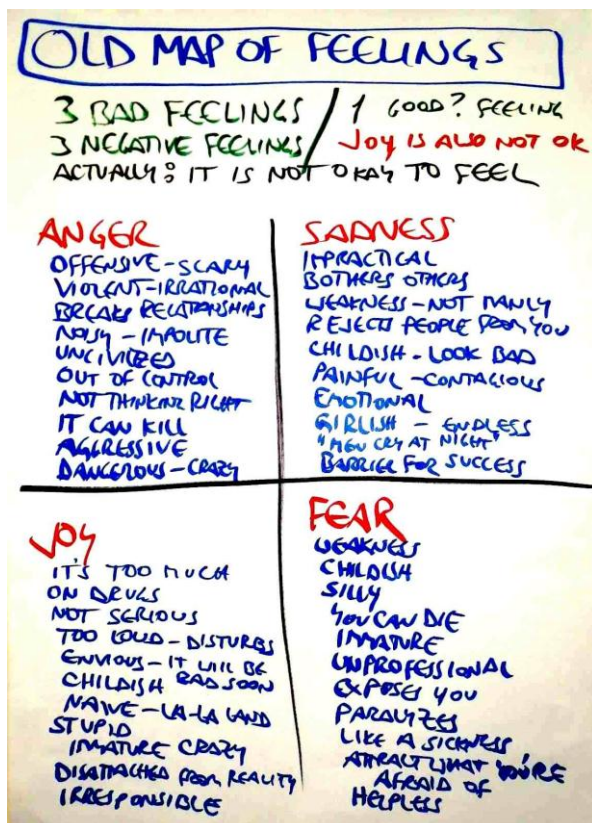 OLD MAP OF FEELINGS
3 BAD FEELINGS / 1 GOOD? FEELING
3 NEGATIVE FEELINGS / JOY IS ALSO NOT OK
ACTUALLY: IT IS NOT OKAY TO FEEL
ANGER
OFFENSIVE-SCARY
VIOLENT-IRRATIONAL
BREAKS RELATIONSHIPS
NOISY - IMPOLITE
UNCIVILIZED
OUT OF CONTROL
NOT THINKING RIGHT
IT CAN KILL
AGGRESSIVE
DANGEROUS-CRAZY
SADNESS
IMPRACTICAL
BOTHERS OTHERS
WEAKNESS-NOT MANLY
REJECTS PEOPLE FROM YOU
CHILDISH-LOOK BAD
PAINFUL-CONTAGIOUS
EMOTIONAL
GIRLISH - ENDLESS
"MEN CRY AT NIGHT"
BARRIER FOR SUCCESS
JOY
IT'S TOO MUCH
ON DRUGS
NOT SERIOUS
TOO LOUD-DISTURBS
ENVIOUS-IT WILL BE
CHILDISH BAD SOON
NAIVE-LA-LA LAND
STUPID
IMMATURE CRAZY
DISATTACHED FROM REALITY
IRRESPONSIBLE
FEAR
WEAKNESS
CHILDISH
SILLY
YOU CAN DIE
IMMATURE
UNPROFESSIONAL
EXPOSES YOU
PARALYZES
LIKE A SICKNESS
ATTRACT WHAT YOU'RE
AFRAID OF
HELPLESS